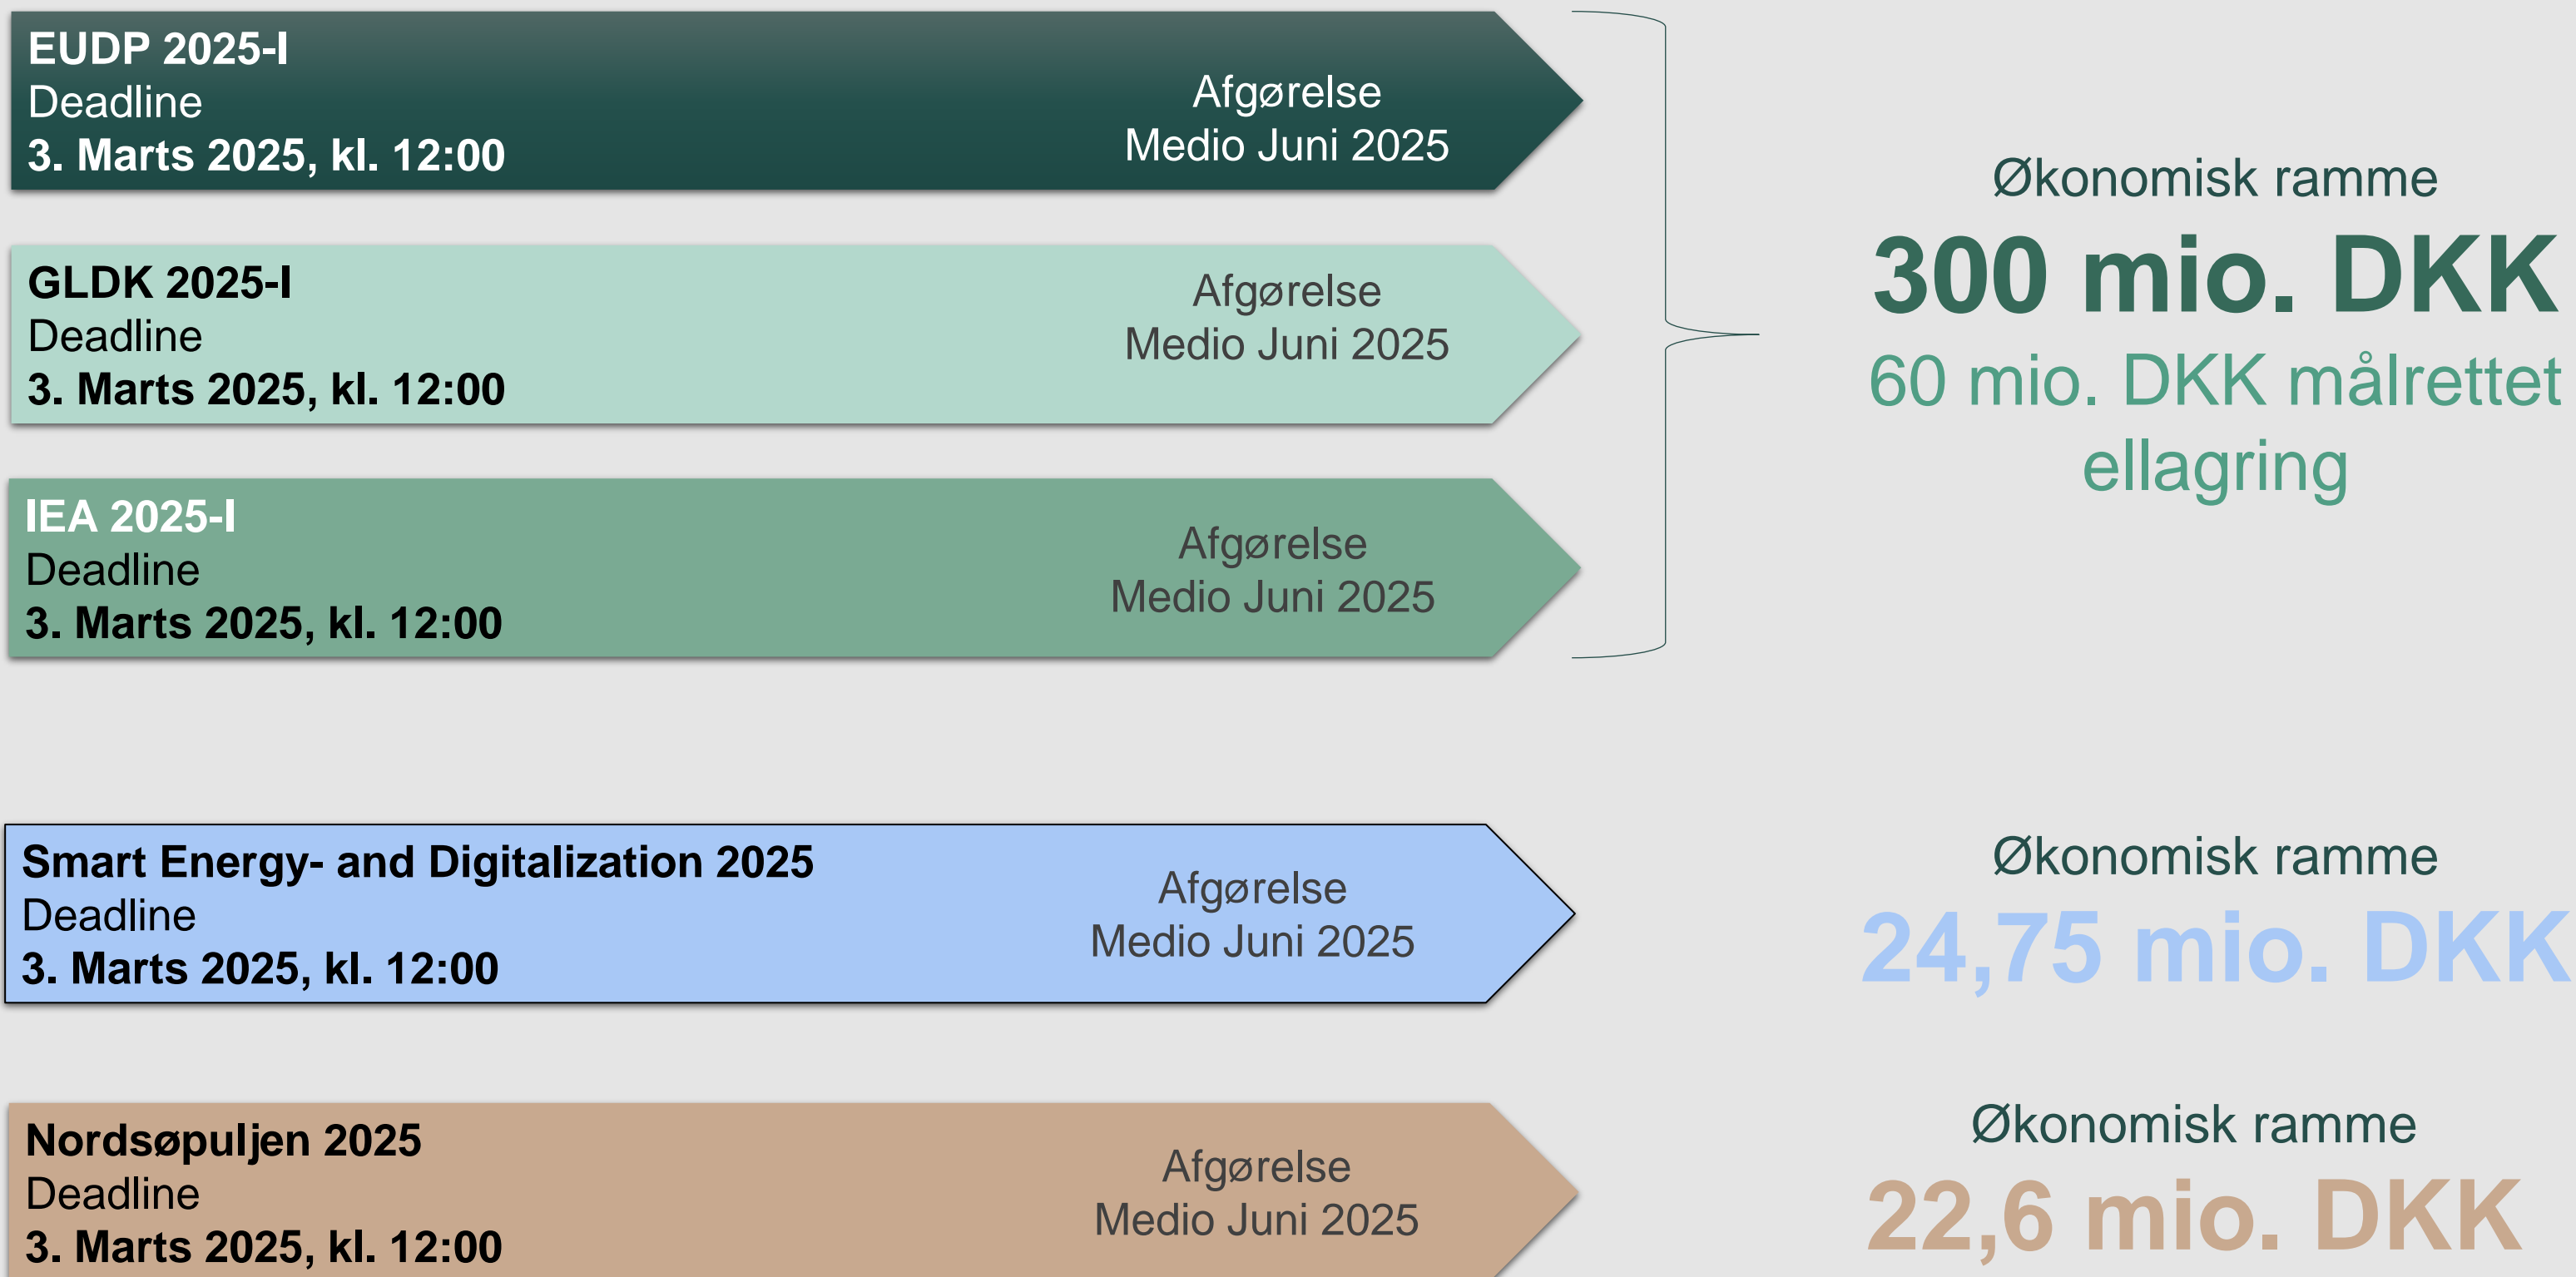 EUDP 2025-I
Deadline
3. Marts 2025, kl. 12:00
Afgørelse
Medio Juni 2025
GLDK 2025-I
Deadline
3. Marts 2025, kl. 12:00
Afgørelse
Medio Juni 2025
IEA 2025-I
Deadline
3. Marts 2025, kl. 12:00
Afgørelse
Medio Juni 2025
Økonomisk ramme
300 mio. DKK
60 mio. DKK målrettet
ellagring
Smart Energy- and Digitalization 2025
Deadline
3. Marts 2025, kl. 12:00
Afgørelse
Medio Juni 2025
Økonomisk ramme
24,75 mio. DKK
Nordsøpuljen 2025
Deadline
3. Marts 2025, kl. 12:00
Afgørelse
Medio Juni 2025
Økonomisk ramme
22,6 mio. DKK